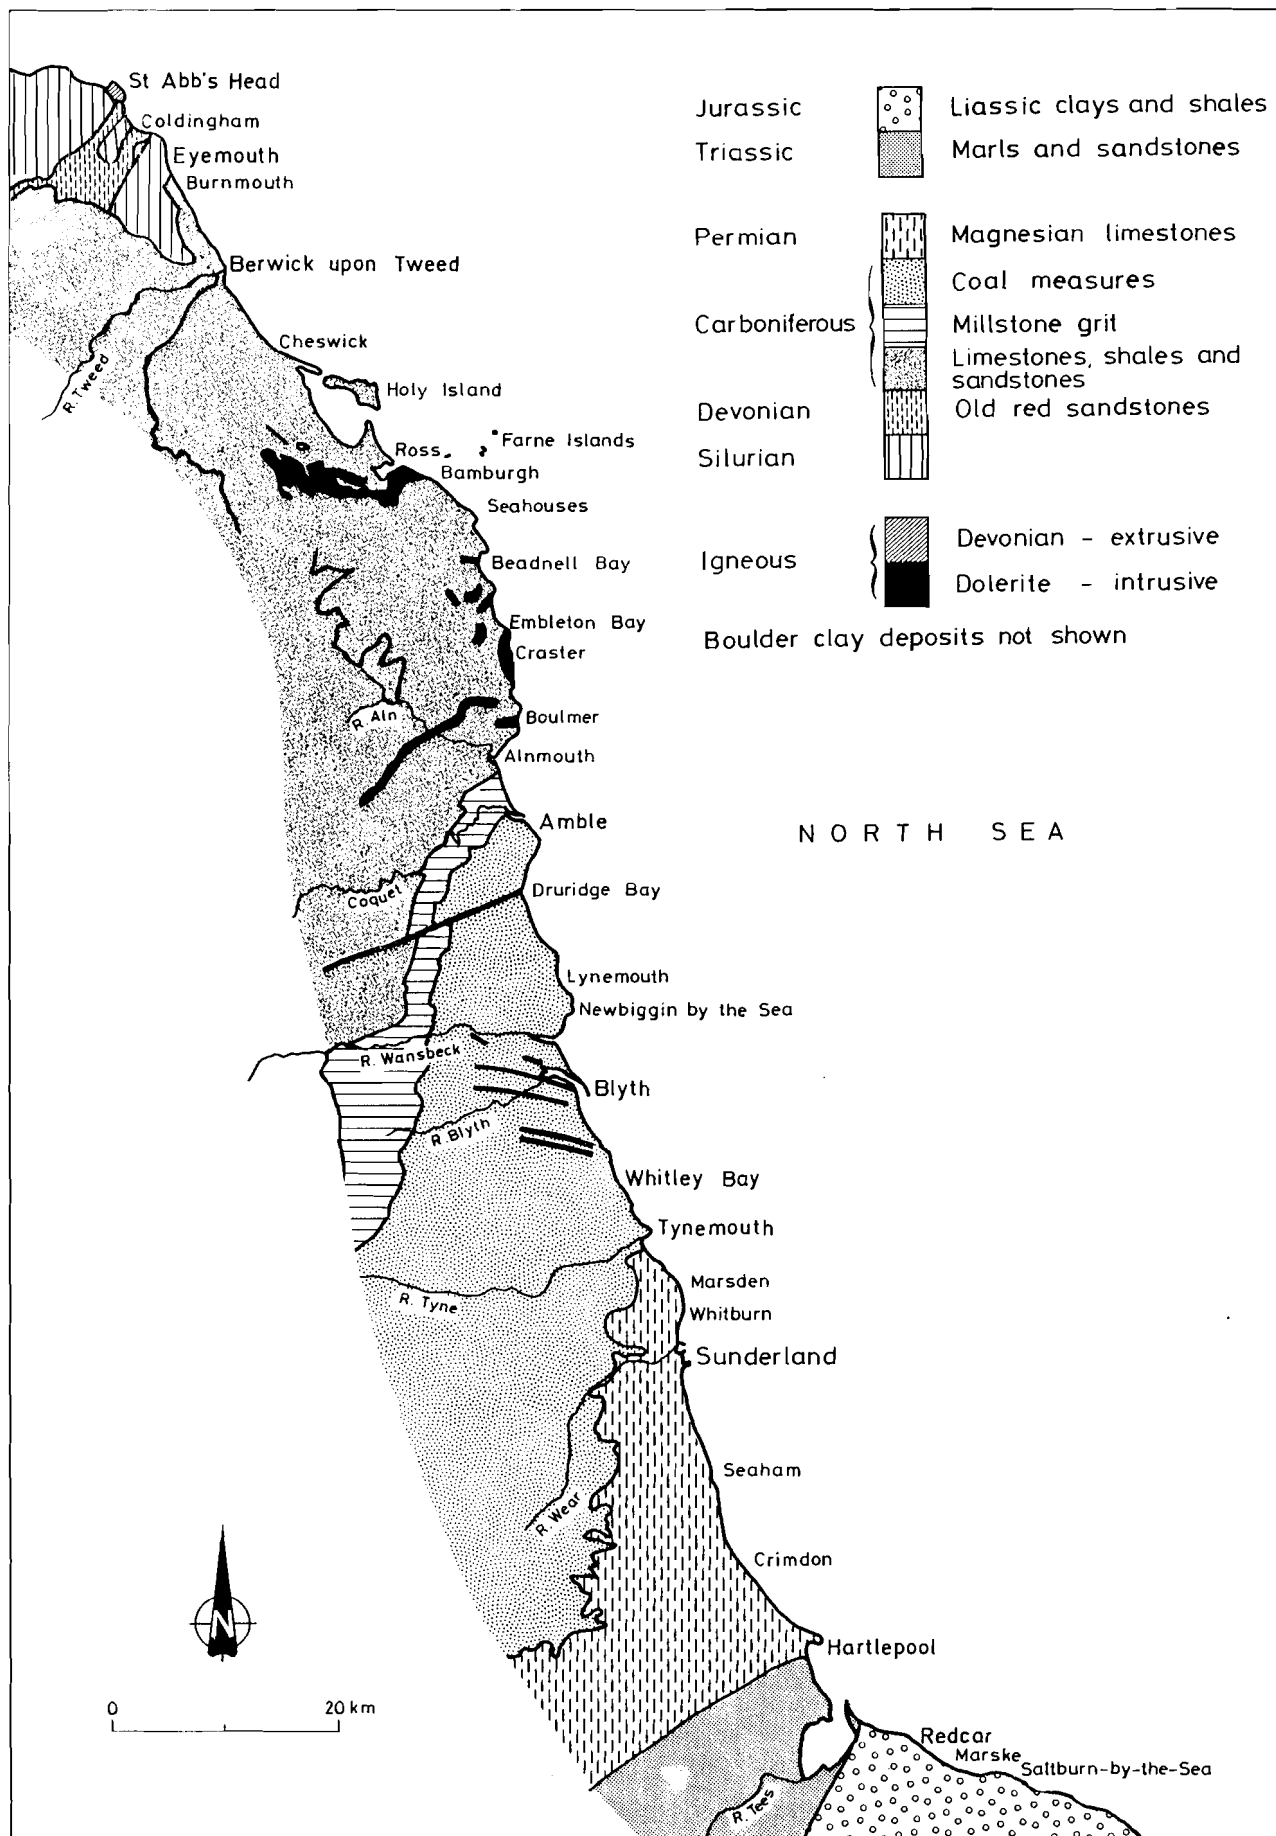 St Abb's Head
Coldingham
Eyemouth
Burnmouth
Berwick upon Tweed
R. Tweed
Cheswick
Holy Island
Farne Islands
Ross
Bamburgh
Seahouses
Beadnell Bay
Embleton Bay
Craster
R. Aln
Boulmer
Alnmouth
Amble
Coquet
Druridge Bay
Lynemouth
Newbiggin by the Sea
R. Wansbeck
Blyth
R. Blyth
Whitley Bay
Tynemouth
R. Tyne
Marsden
Whitburn
Sunderland
Seaham
R. Wear
Crimdon
Hartlepool
Redcar
Marske
Saltburn-by-the-Sea
R. Tees
Jurassic Liassic clays and shales
Triassic Marls and sandstones
Permian Magnesian limestones
Coal measures
Carboniferous Millstone grit
Limestones, shales and
sandstones
Devonian Old red sandstones
Silurian
Igneous
Devonian - extrusive
Dolerite - intrusive
Boulder clay deposits not shown
NORTH SEA
N
0 20 km